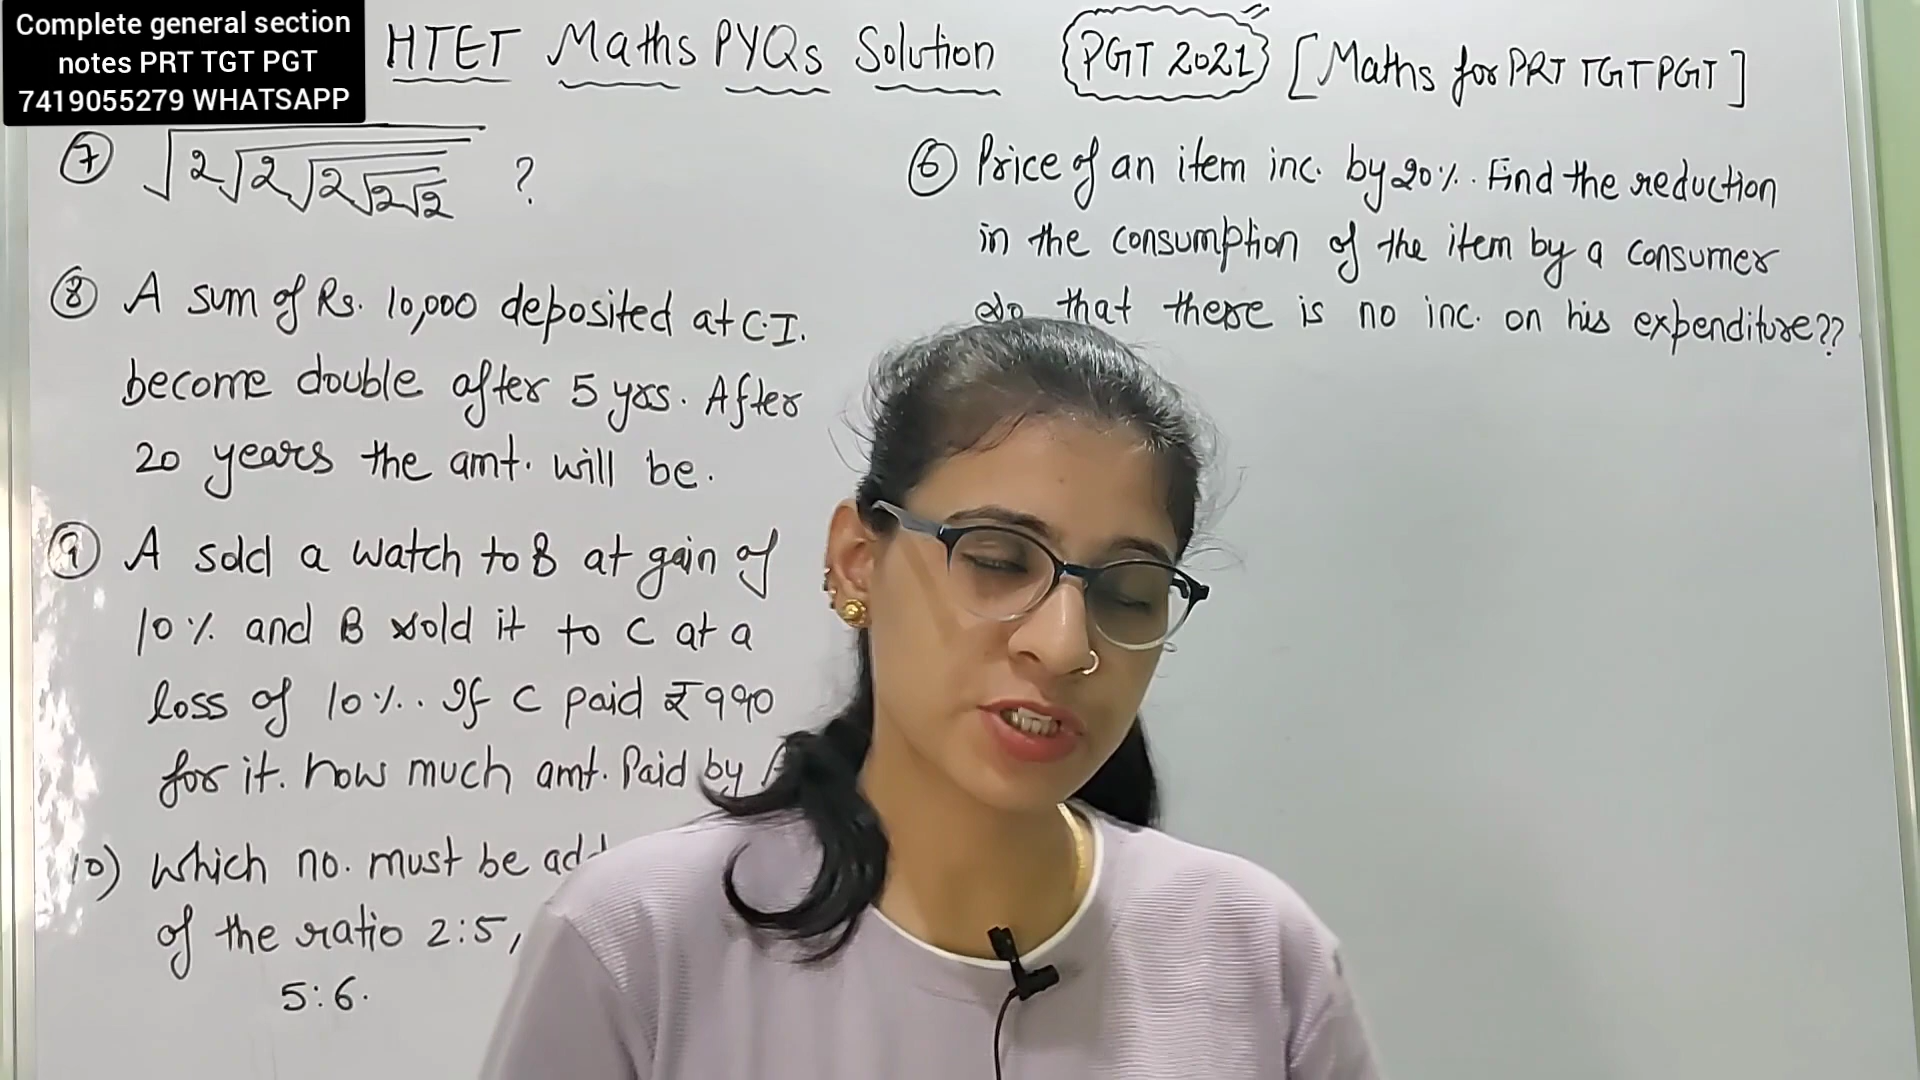 Complete general section
notes PRT TGT PGT
7419055279 WHATSAPP
HTET Maths PYQs Solution PGT 2021 [Maths for PRT TGT PGT]
⑦ √2√2√2√2√2 ?
⑧ A sum of Rs. 10,000 deposited at C.I.
become double after 5 yrs. After
20 years the amt. will be.
⑨ A sold a watch to B at gain of
10% and B sold it to C at a
loss of 10%. If C paid ₹990
for it. how much amt. Paid by
10) which no. must be
of the ratio 2:5,
5:6.
⑥ Price of an item inc. by 20%. Find the reduction
in the consumption of the item by a consumer
so that there is no inc. on his expenditure??